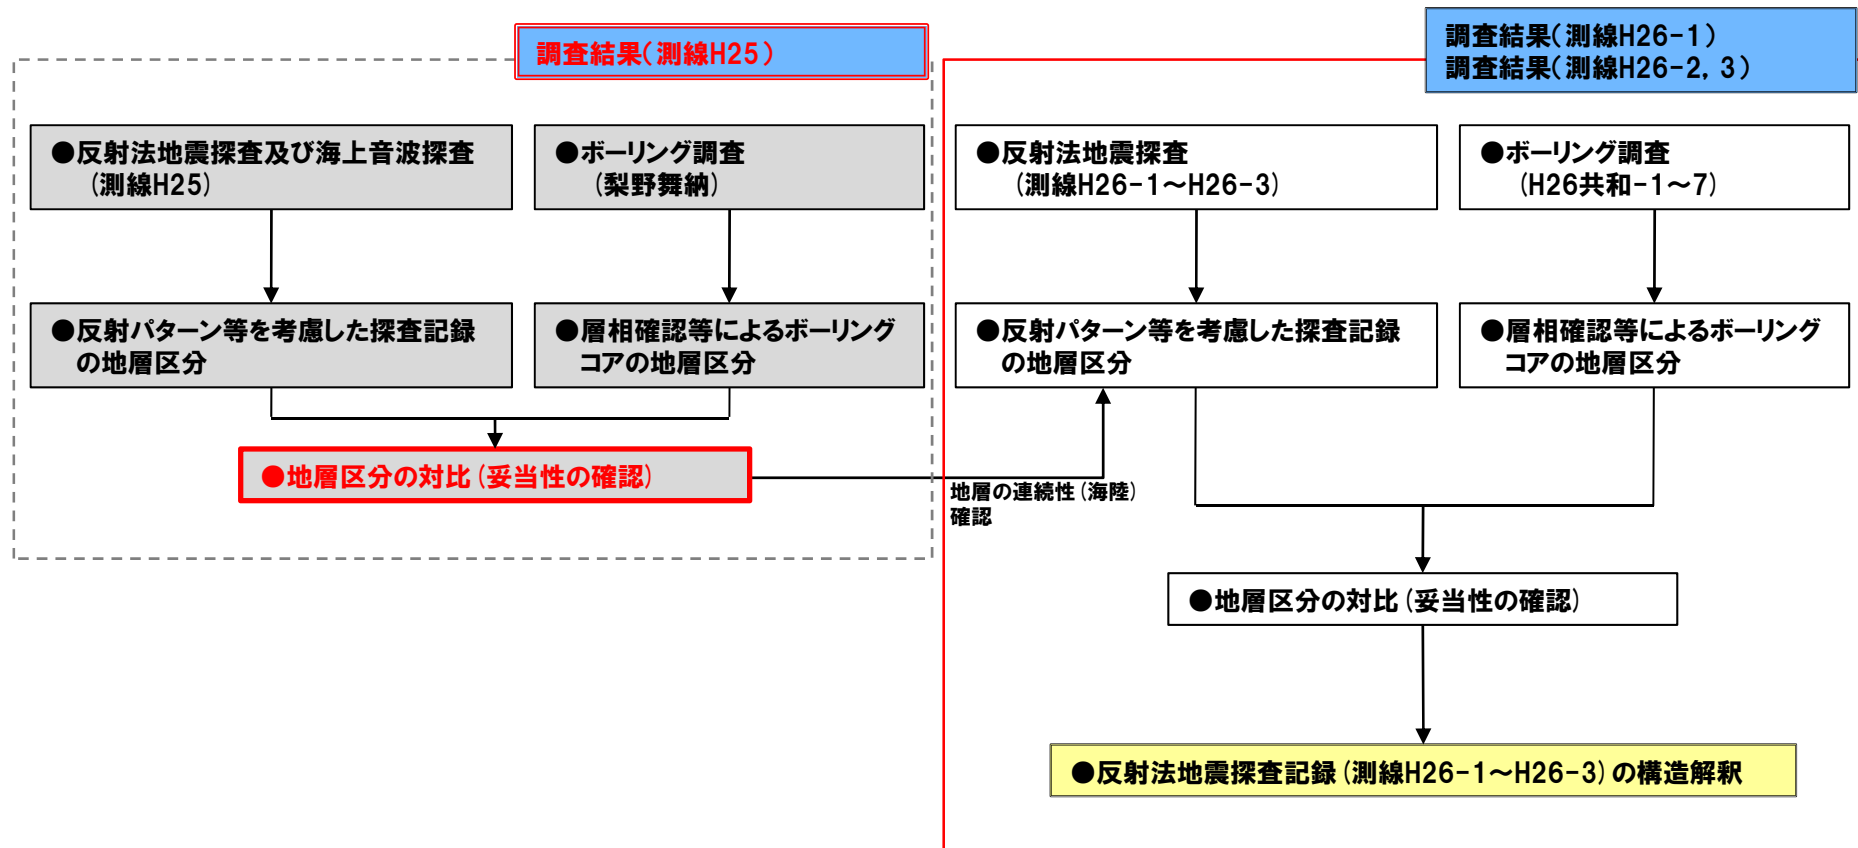 調査結果(測線H25)
●反射法地震探査及び海上音波探査
(測線H25)
●ボーリング調査
(梨野舞納)
●反射パターン等を考慮した探査記録
の地層区分
●層相確認等によるボーリング
コアの地層区分
●地層区分の対比(妥当性の確認)
地層の連続性(海陸)
確認
調査結果(測線H26-1)
調査結果(測線H26-2, 3)
●反射法地震探査
(測線H26-1～H26-3)
●ボーリング調査
(H26共和-1～7)
●反射パターン等を考慮した探査記録
の地層区分
●層相確認等によるボーリング
コアの地層区分
●地層区分の対比(妥当性の確認)
●反射法地震探査記録(測線H26-1～H26-3)の構造解釈